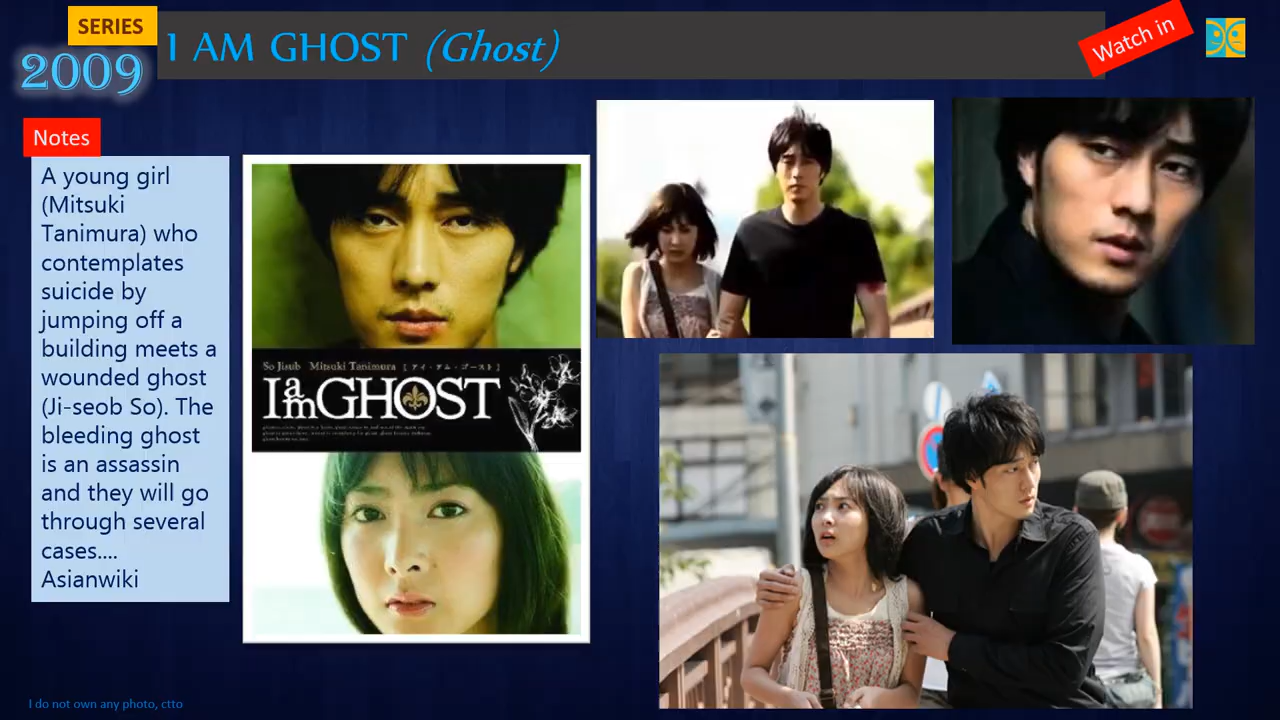 SERIES
I AM GHOST (Ghost)
Watch in
2009
Notes
A young girl
(Mitsuki
Tanimura) who
contemplates
suicide by
jumping off a
building meets a
wounded ghost
(Ji-seob So). The
bleeding ghost
is an assassin
and they will go
through several
cases....
Asianwiki
So Jisub Mitsuki Tanimura [アイ・アム・ゴースト]
I am GHOST
I do not own any photo, ctto